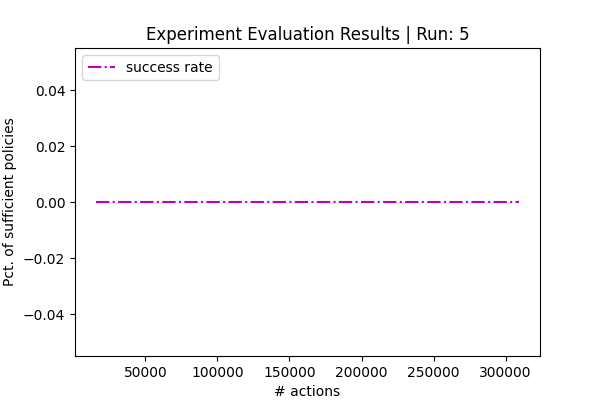 Experiment Evaluation Results | Run: 5
success rate
Pct. of sufficient policies
0.04
0.02
0.00
−0.02
−0.04
50000 100000 150000 200000 250000 300000
# actions